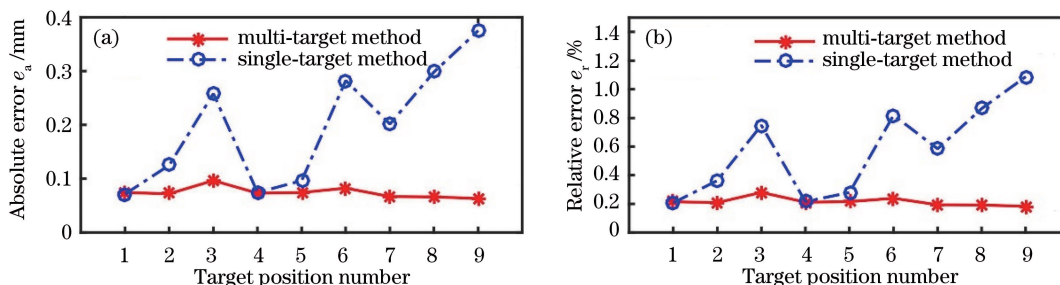 (a)
multi-target method
single-target method
Absolute error eₐ /mm
0.4
0.3
0.2
0.1
0
1 2 3 4 5 6 7 8 9
Target position number
(b)
multi-target method
single-target method
Relative error eᵣ /%
1.4
1.2
1.0
0.8
0.6
0.4
0.2
0
1 2 3 4 5 6 7 8 9
Target position number